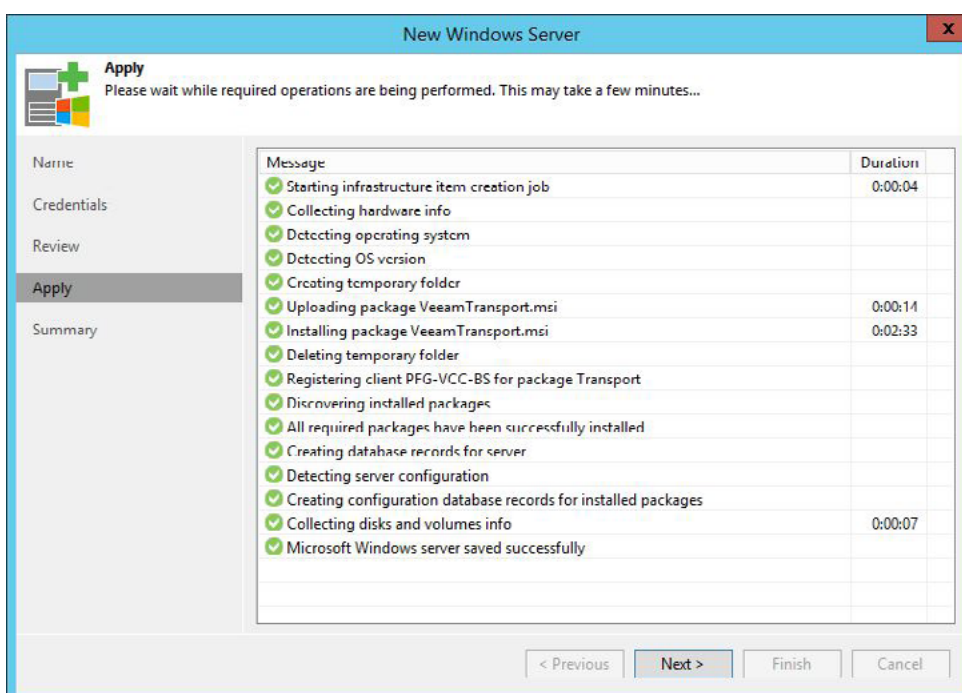 New Windows Server
x
Apply
Please wait while required operations are being performed. This may take a few minutes...
Name
Credentials
Review
Apply
Summary
Message Duration
Starting infrastructure item creation job 0:00:04
Collecting hardware info
Detecting operating system
Detecting OS version
Creating temporary folder
Uploading package VeeamTransport.msi 0:00:14
Installing package VeeamTransport.msi 0:02:33
Deleting temporary folder
Registering client PFG-VCC-BS for package Transport
Discovering installed packages
All required packages have been successfully installed
Creating database records for server
Detecting server configuration
Creating configuration database records for installed packages
Collecting disks and volumes info 0:00:07
Microsoft Windows server saved successfully
< Previous Next > Finish Cancel